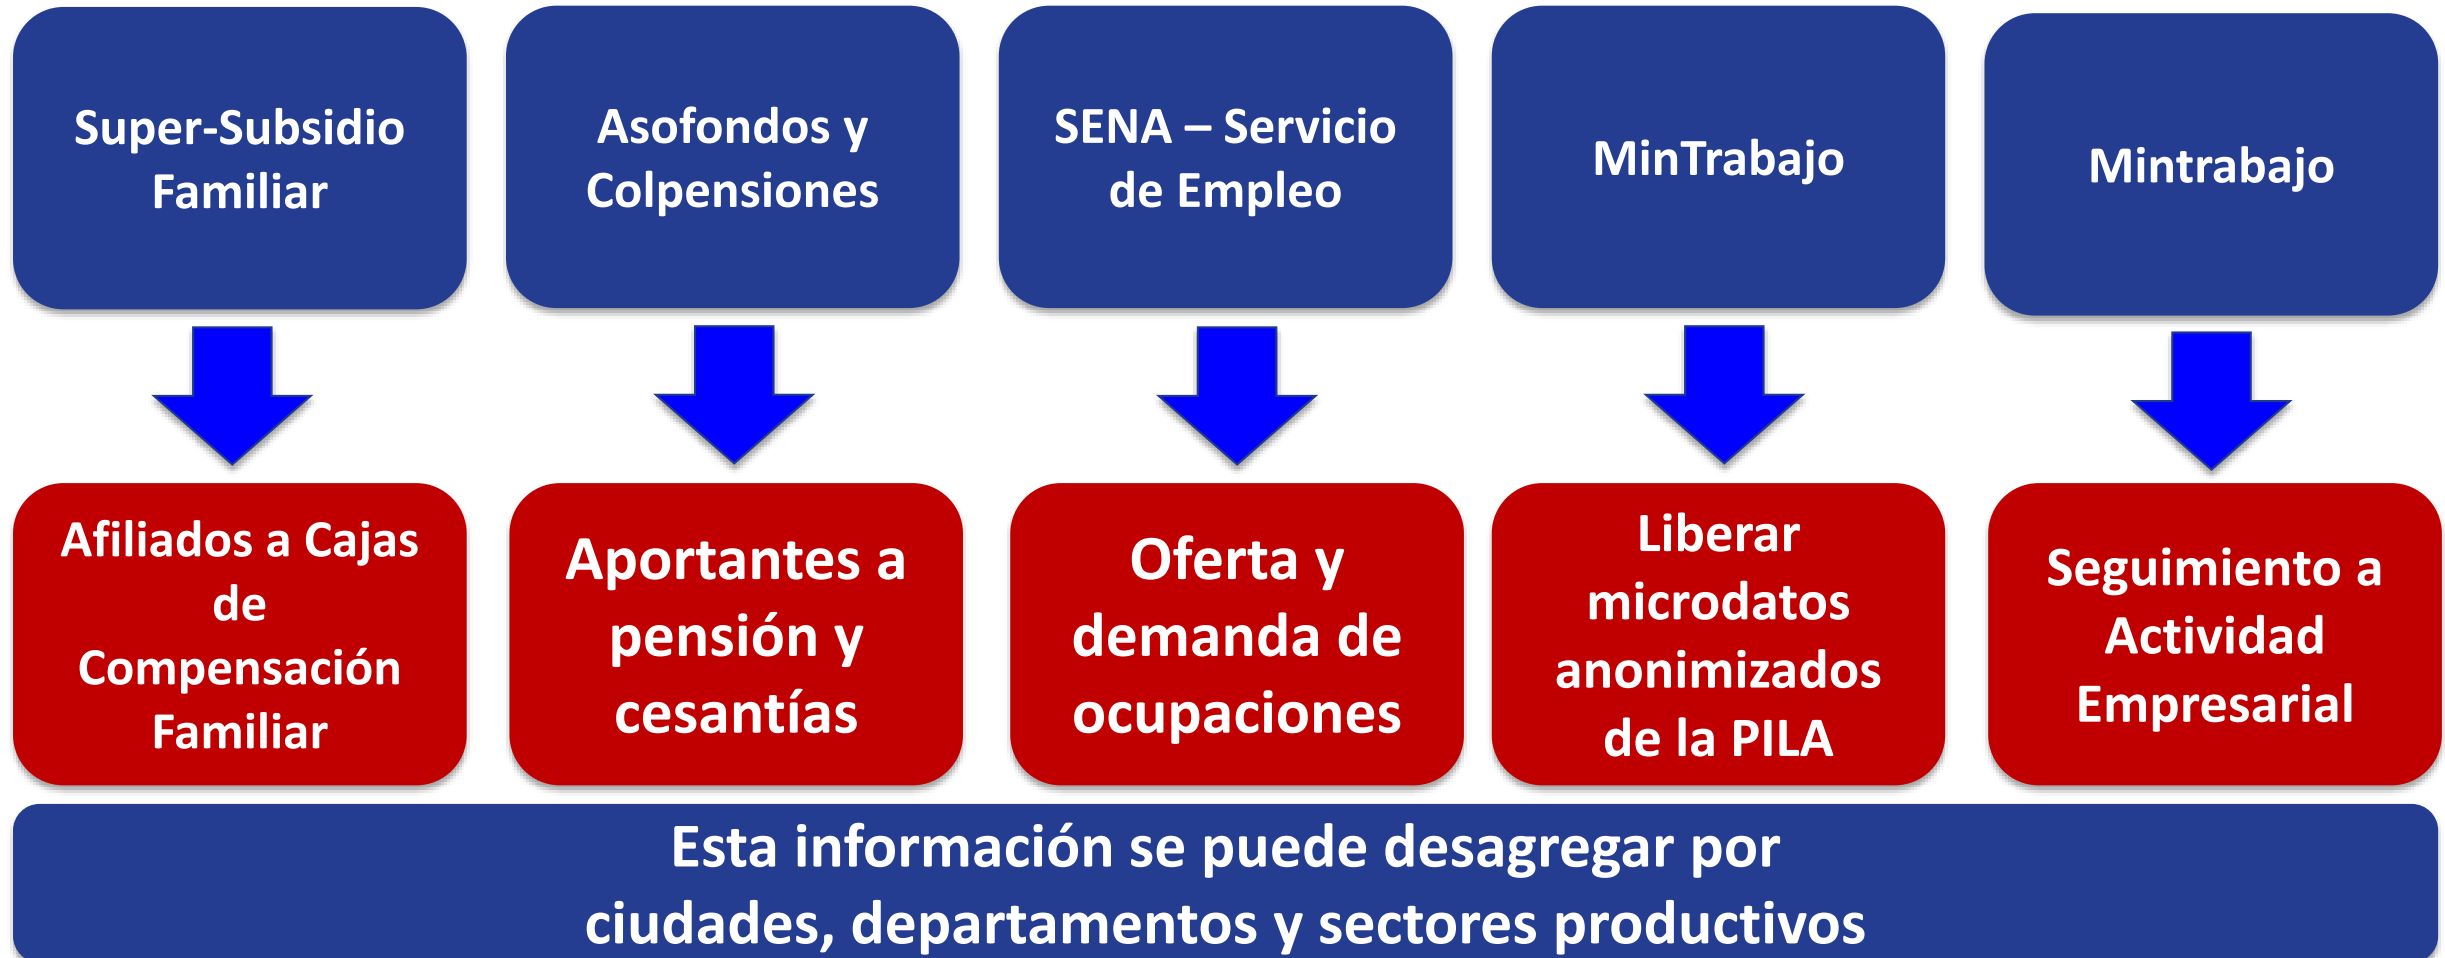 Super-Subsidio
Familiar
Asofondos y
Colpensiones
SENA – Servicio
de Empleo
MinTrabajo
Mintrabajo
Afiliados a Cajas
de
Compensación
Familiar
Aportantes a
pensión y
cesantías
Oferta y
demanda de
ocupaciones
Liberar
microdatos
anonimizados
de la PILA
Seguimiento a
Actividad
Empresarial
Esta información se puede desagregar por
ciudades, departamentos y sectores productivos